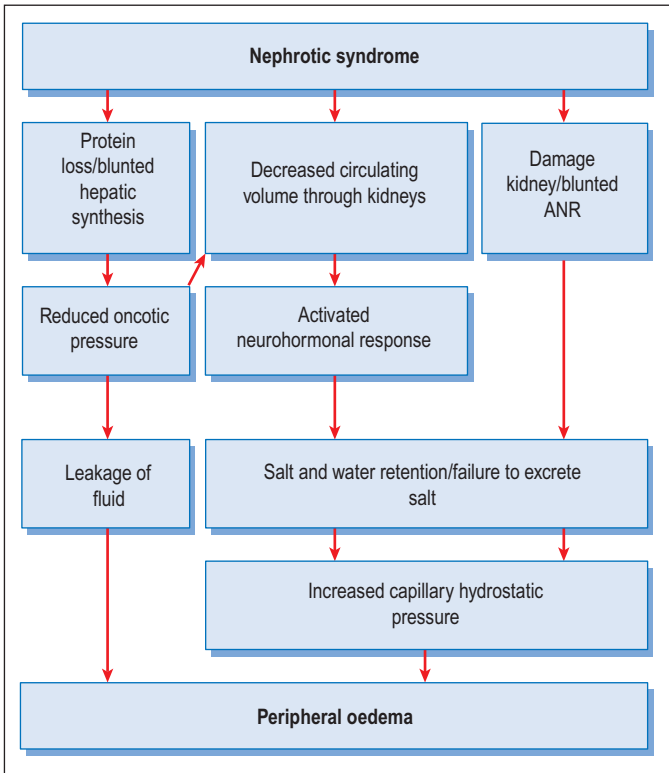 Nephrotic syndrome
Protein
loss/blunted
hepatic
synthesis
Decreased circulating
volume through kidneys
Damage
kidney/blunted
ANR
Reduced oncotic
pressure
Activated
neurohormonal response
Leakage of
fluid
Salt and water retention/failure to excrete
salt
Increased capillary hydrostatic
pressure
Peripheral oedema